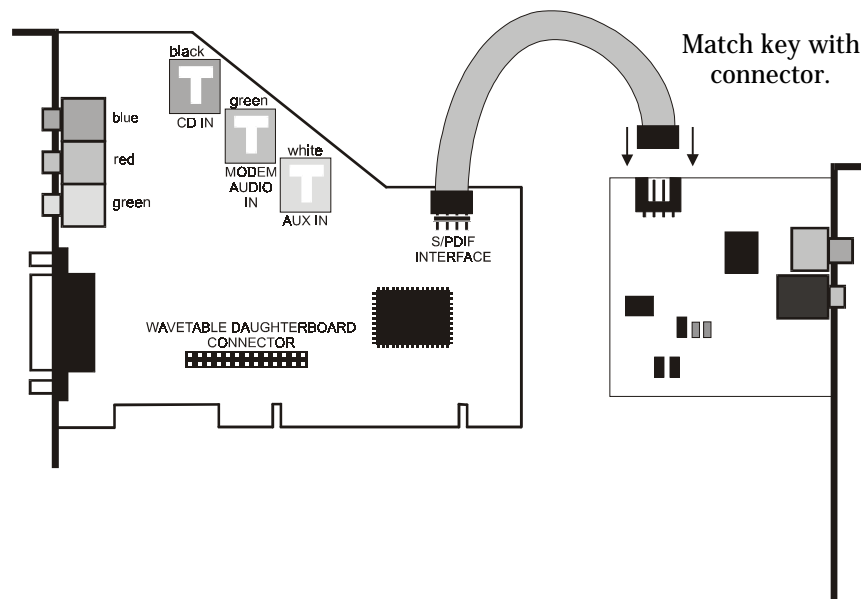 Match key with
connector.
black
CD IN
green
MODEM
AUDIO
IN
white
AUX IN
blue
red
green
S/PDIF
INTERFACE
WAVETABLE DAUGHTERBOARD
CONNECTOR